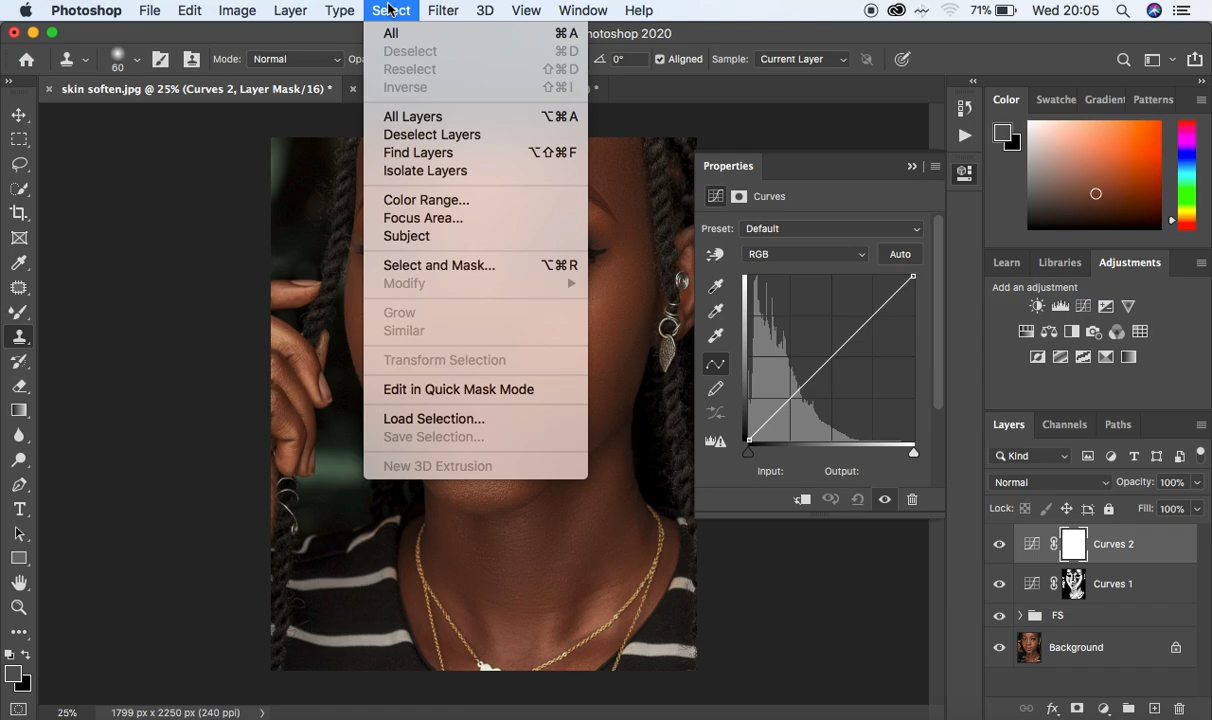 Photoshop File Edit Image Layer Type Select Filter 3D View Window Help 71% Wed 20:05
Photoshop 2020
60 Mode: Normal 0° Aligned Sample: Current Layer
skin soften.jpg @ 25% (Curves 2, Layer Mask/16) *
All ⌘A
Deselect ⌘D
Reselect ⇧⌘D
Inverse ⇧⌘I
All Layers ⌥⌘A
Deselect Layers
Find Layers ⌥⇧⌘F
Isolate Layers
Color Range...
Focus Area...
Subject
Select and Mask... ⌥⌘R
Modify
Grow
Similar
Transform Selection
Edit in Quick Mask Mode
Load Selection...
Save Selection...
New 3D Extrusion
Properties
Curves
Preset: Default
RGB Auto
Input: Output:
Color Swatche Gradient Patterns
Learn Libraries Adjustments
Add an adjustment
Layers Channels Paths
Kind
Normal Opacity: 100%
Lock: Fill: 100%
Curves 2
Curves 1
FS
Background
25% 1799 px x 2250 px (240 ppi)